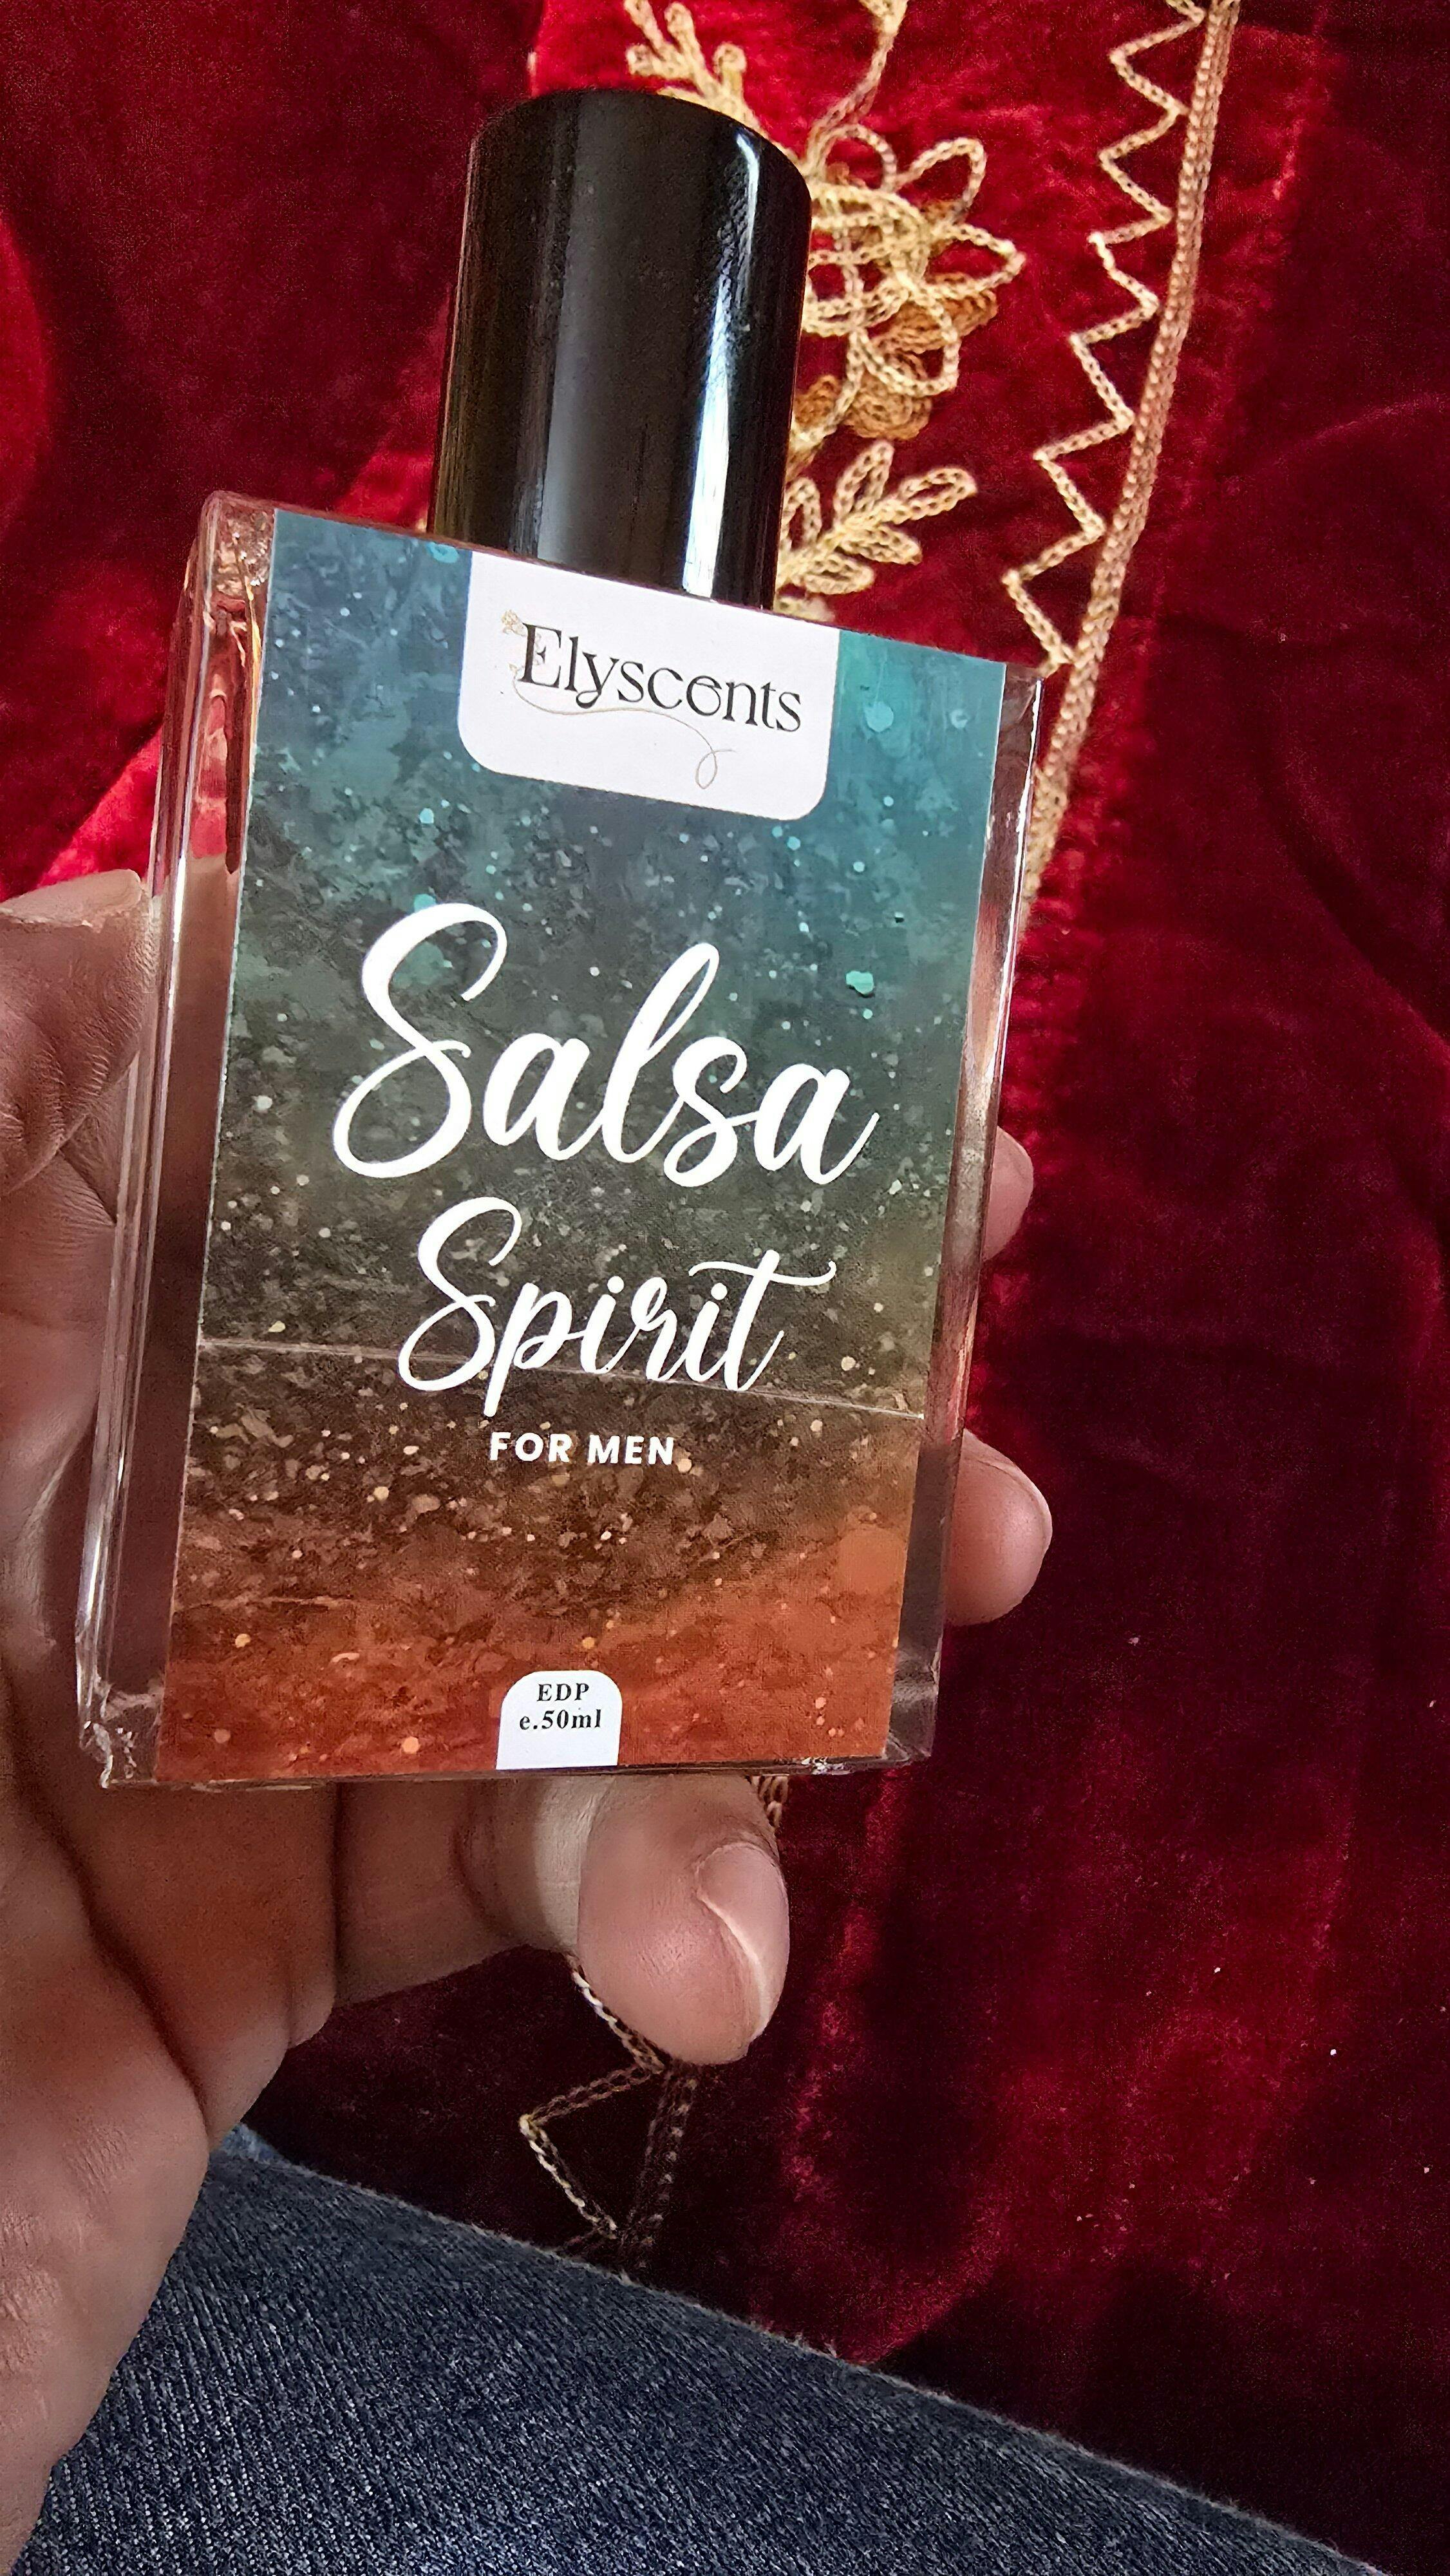 Elyscents
Salsa
Spirit
FOR MEN
EDP
e.50ml